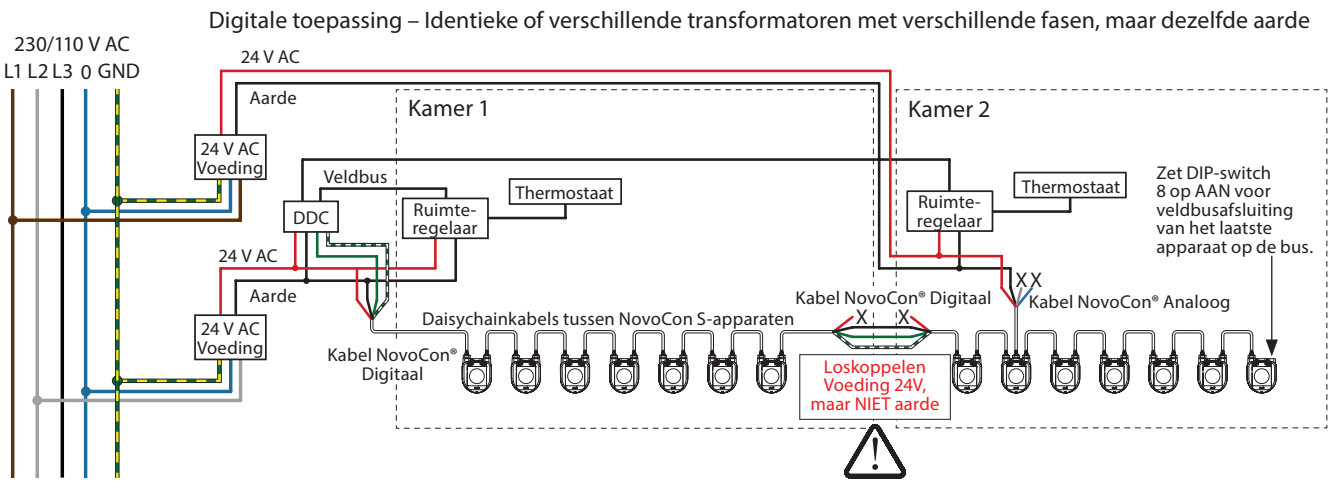 Digitale toepassing – Identieke of verschillende transformatoren met verschillende fasen, maar dezelfde aarde
230/110 V AC
L1 L2 L3 0 GND
24 V AC
Aarde
24 V AC
Voeding
Kamer 1
Kamer 2
Veldbus
DDC
Ruimte-
regelaar
Thermostaat
Ruimte-
regelaar
Thermostaat
Zet DIP-switch
8 op AAN voor
veldbusafsluiting
van het laatste
apparaat op de bus.
24 V AC
Aarde
24 V AC
Voeding
Kabel NovoCon®
Digitaal
Daisychainkabels tussen NovoCon S-apparaten
Kabel NovoCon® Digitaal
X X
X X
Kabel NovoCon® Analoog
Loskoppelen
Voeding 24V,
maar NIET aarde
!